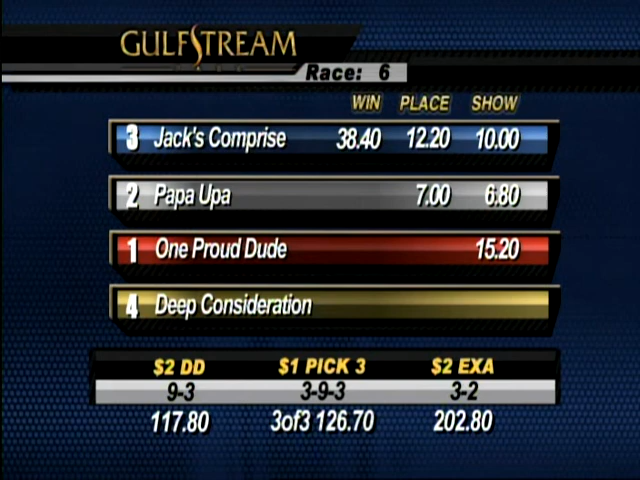 GULFSTREAM
Race: 6
WIN PLACE SHOW
3 Jack's Comprise 38.40 12.20 10.00
2 Papa Upa 7.00 6.80
1 One Proud Dude 15.20
4 Deep Consideration
$2 DD $1 PICK 3 $2 EXA
9-3 3-9-3 3-2
117.80 3of3 126.70 202.80